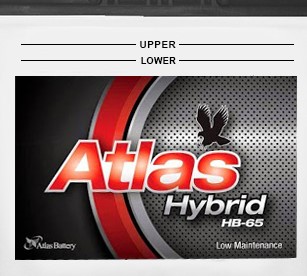 UPPER
LOWER
Atlas
Hybrid
HB-65
Atlas Battery
Low Maintenance